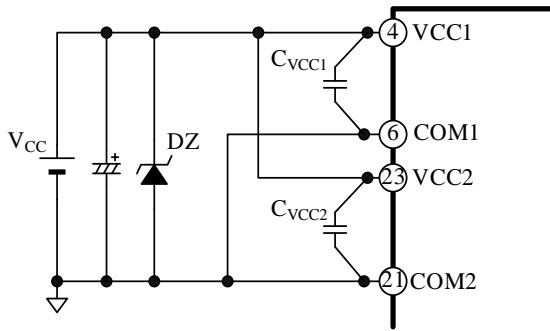 4 VCC1
CVCC1
6 COM1
VCC DZ
23 VCC2
CVCC2
21 COM2
+